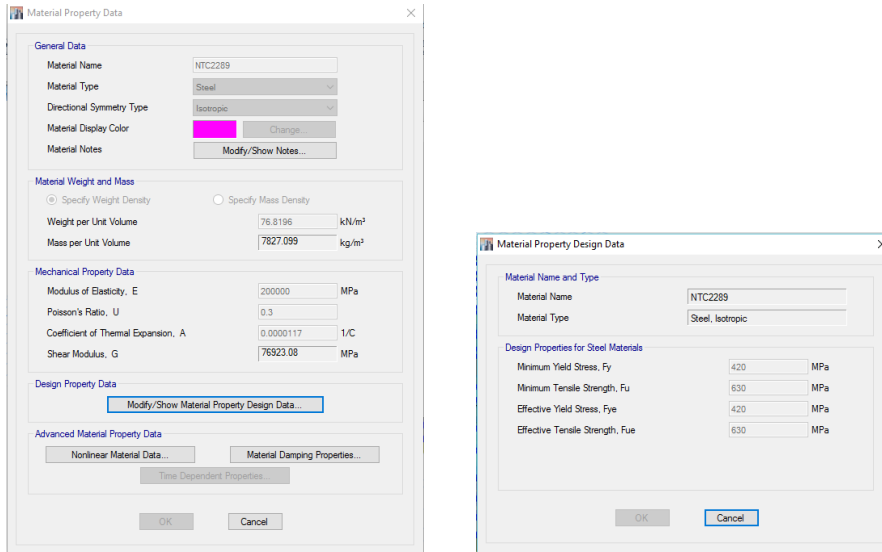 Material Property Data
General Data
Material Name NTC2289
Material Type Steel
Directional Symmetry Type Isotropic
Material Display Color Change...
Material Notes Modify/Show Notes...
Material Weight and Mass
Specify Weight Density Specify Mass Density
Weight per Unit Volume 76.8196 kN/m³
Mass per Unit Volume 7827.099 kg/m³
Mechanical Property Data
Modulus of Elasticity, E 200000 MPa
Poisson's Ratio, U 0.3
Coefficient of Thermal Expansion, A 0.0000117 1/C
Shear Modulus, G 76923.08 MPa
Design Property Data
Modify/Show Material Property Design Data...
Advanced Material Property Data
Nonlinear Material Data... Material Damping Properties...
Time Dependent Properties...
OK Cancel
Material Property Design Data
Material Name and Type
Material Name NTC2289
Material Type Steel, Isotropic
Design Properties for Steel Materials
Minimum Yield Stress, Fy 420 MPa
Minimum Tensile Strength, Fu 630 MPa
Effective Yield Stress, Fye 420 MPa
Effective Tensile Strength, Fue 630 MPa
OK Cancel